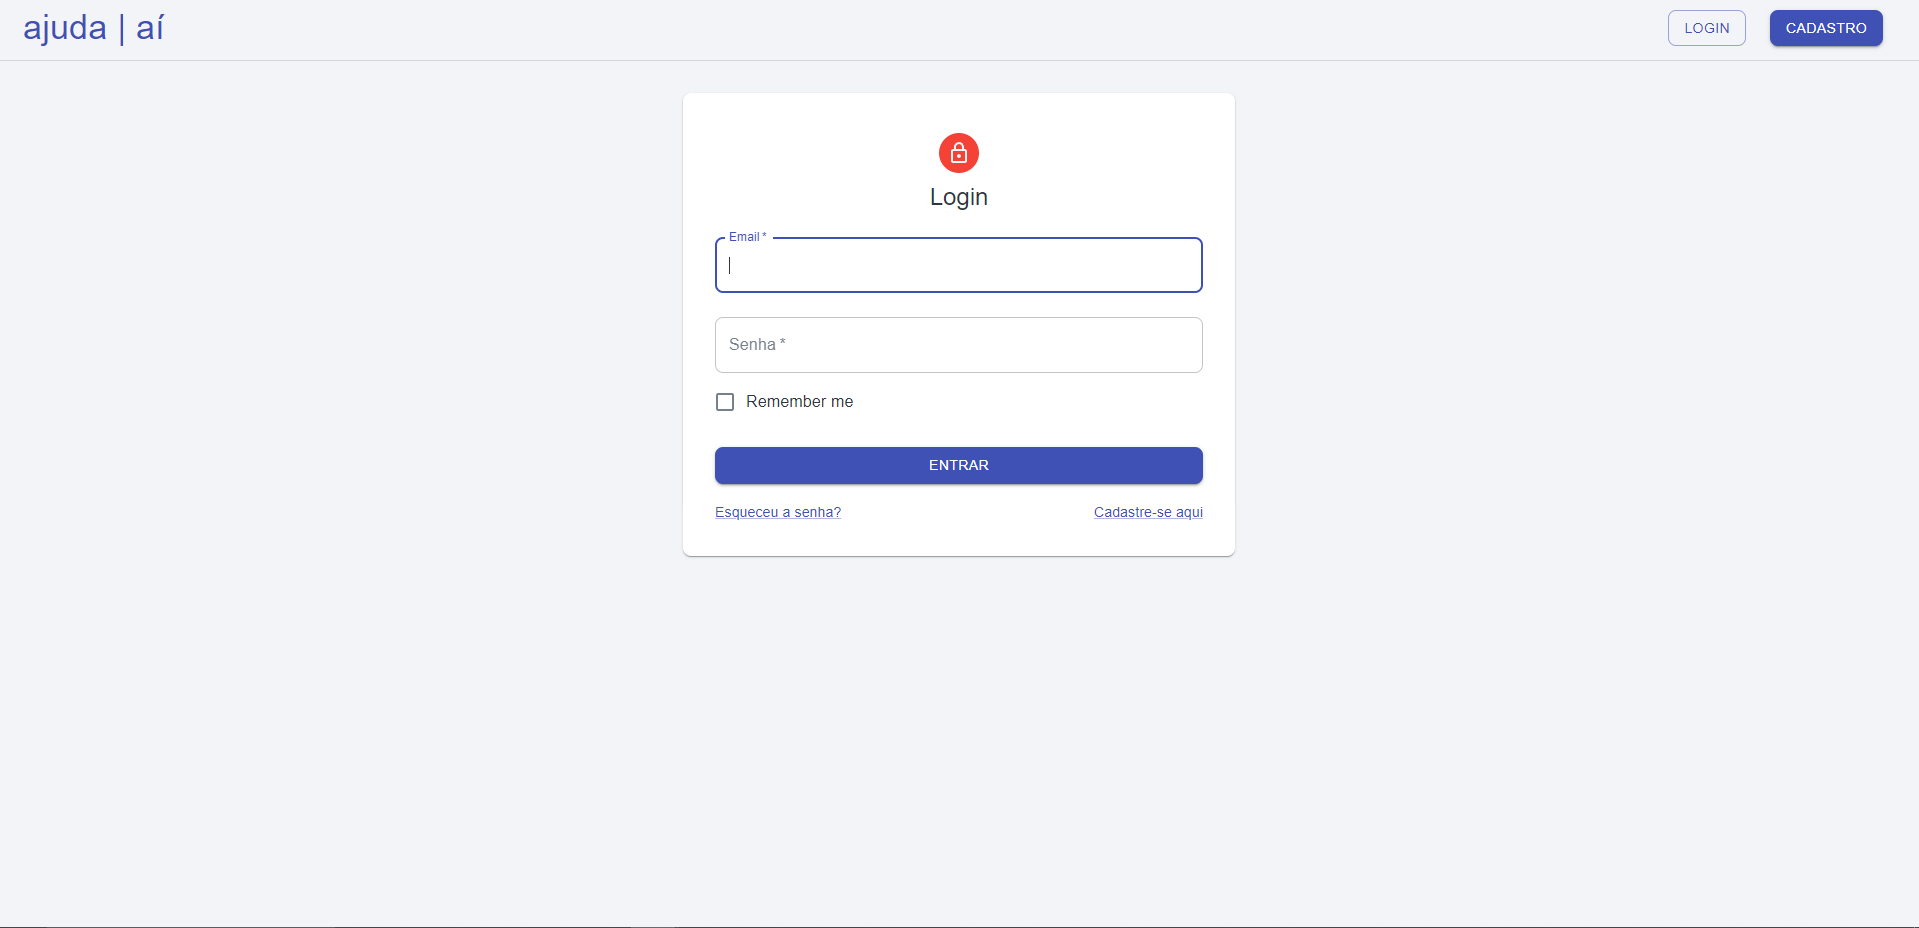 ajuda | aí
LOGIN
CADASTRO
Login
Email *
Senha *
Remember me
ENTRAR
Esqueceu a senha?
Cadastre-se aqui